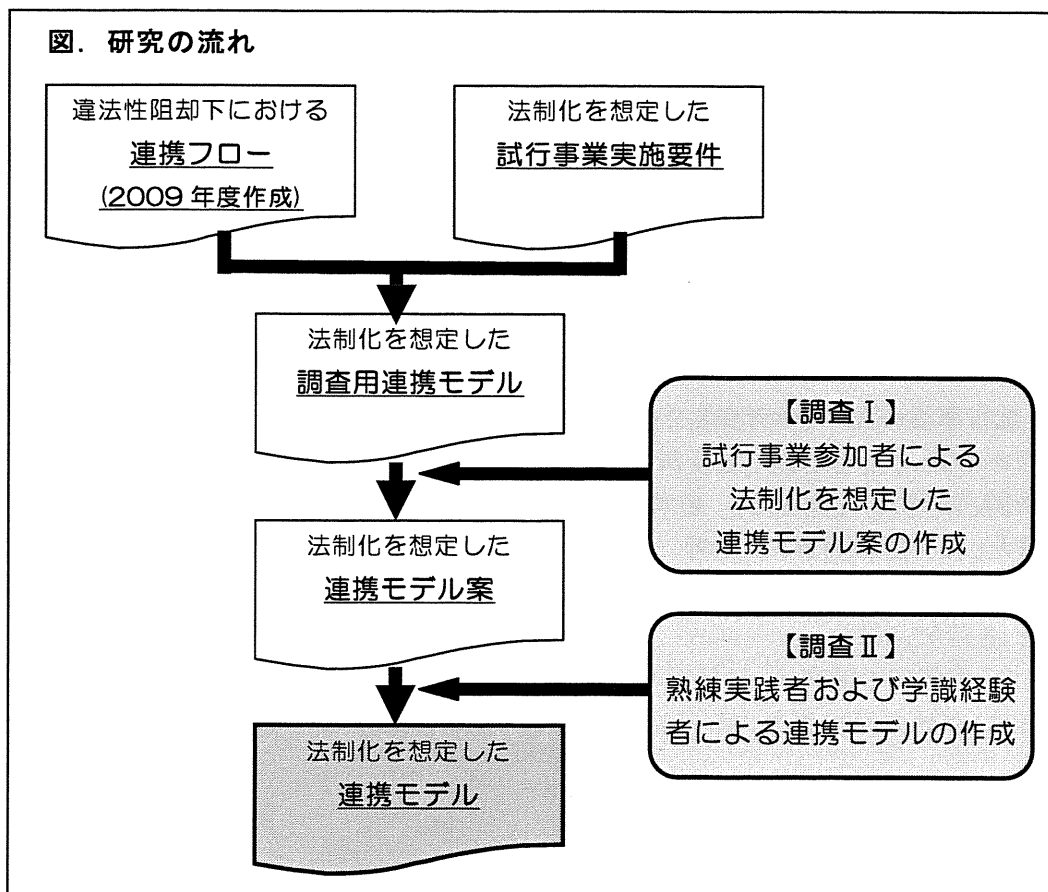 図. 研究の流れ
違法性阻却下における
連携フロー
(2009年度作成)
法制化を想定した
試行事業実施要件
法制化を想定した
調査用連携モデル
【調査Ⅰ】
試行事業参加者による
法制化を想定した
連携モデル案の作成
法制化を想定した
連携モデル案
【調査Ⅱ】
熟練実践者および学識経験
者による連携モデルの作成
法制化を想定した
連携モデル